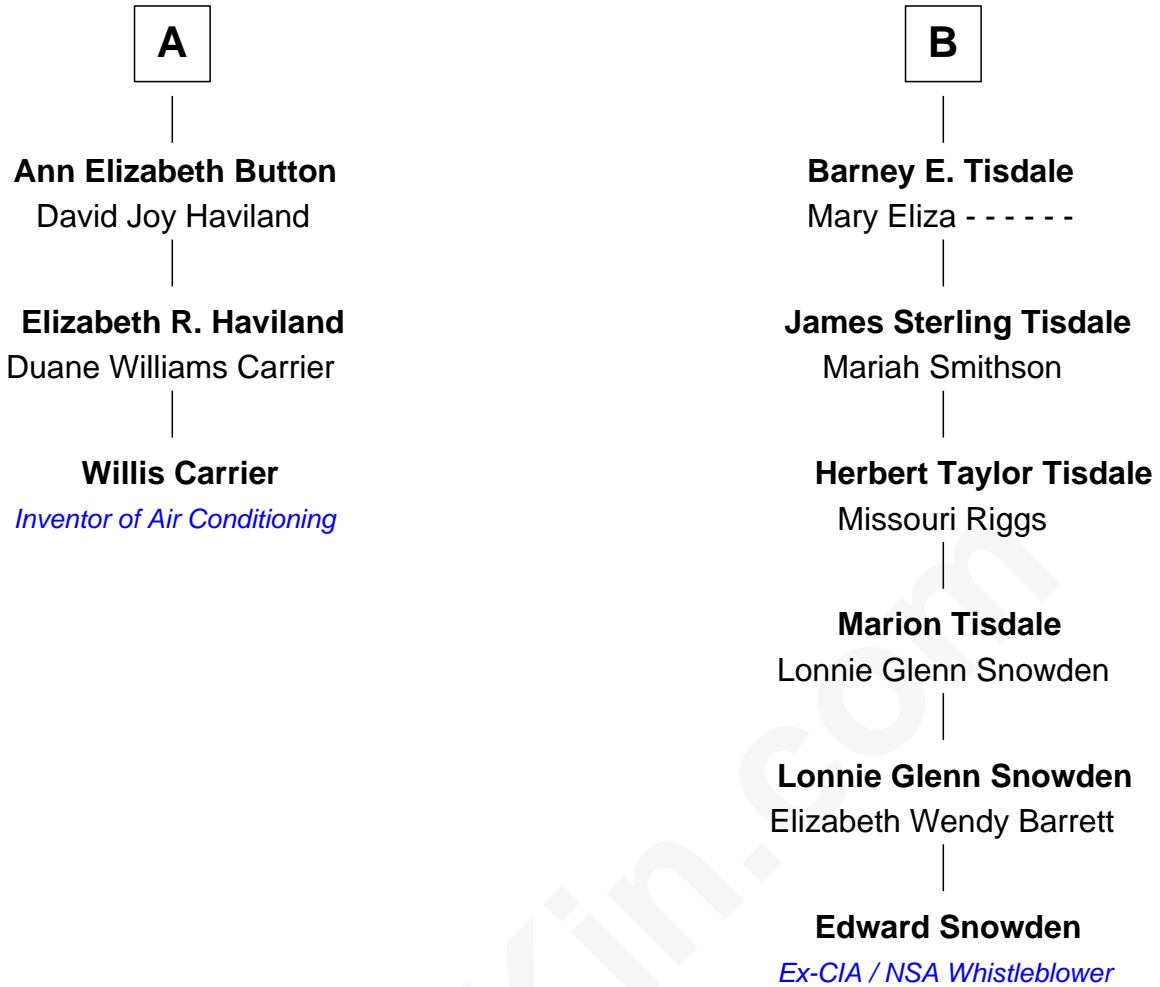 A
Ann Elizabeth Button
David Joy Haviland
Elizabeth R. Haviland
Duane Williams Carrier
Willis Carrier
Inventor of Air Conditioning
B
Barney E. Tisdale
Mary Eliza - - - - - -
James Sterling Tisdale
Mariah Smithson
Herbert Taylor Tisdale
Missouri Riggs
Marion Tisdale
Lonnie Glenn Snowden
Lonnie Glenn Snowden
Elizabeth Wendy Barrett
Edward Snowden
Ex-CIA / NSA Whistleblower
Kin.com